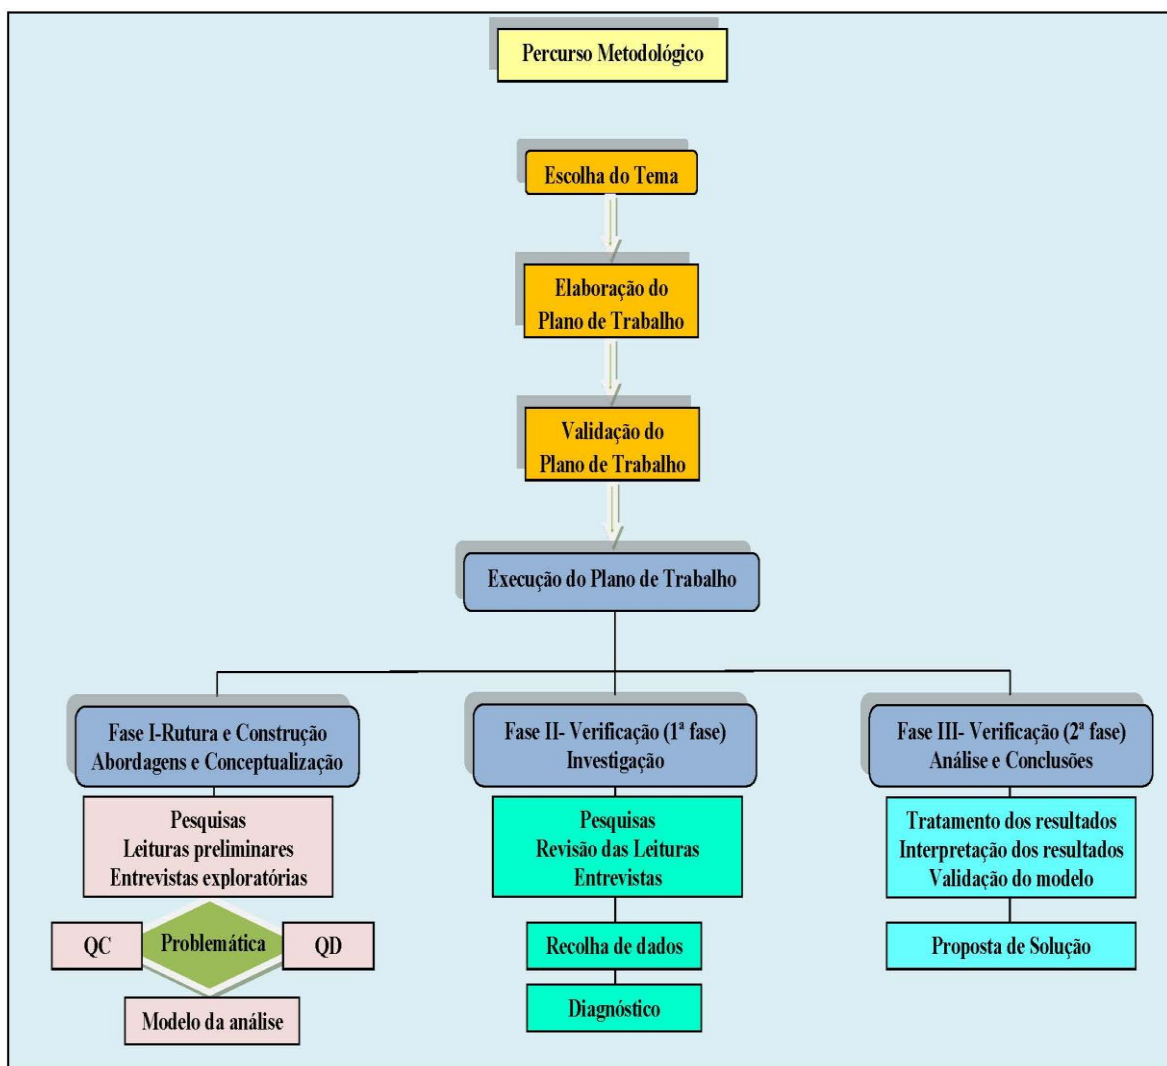 Percurso Metodológico
Escolha do Tema
Elaboração do
Plano de Trabalho
Validação do
Plano de Trabalho
Execução do Plano de Trabalho
Fase I-Rutura e Construção
Abordagens e Conceptualização
Pesquisas
Leituras preliminares
Entrevistas exploratórias
QC
Problemática
QD
Modelo da análise
Fase II- Verificação (1ª fase)
Investigação
Pesquisas
Revisão das Leituras
Entrevistas
Recolha de dados
Diagnóstico
Fase III- Verificação (2ª fase)
Análise e Conclusões
Tratamento dos resultados
Interpretação dos resultados
Validação do modelo
Proposta de Solução